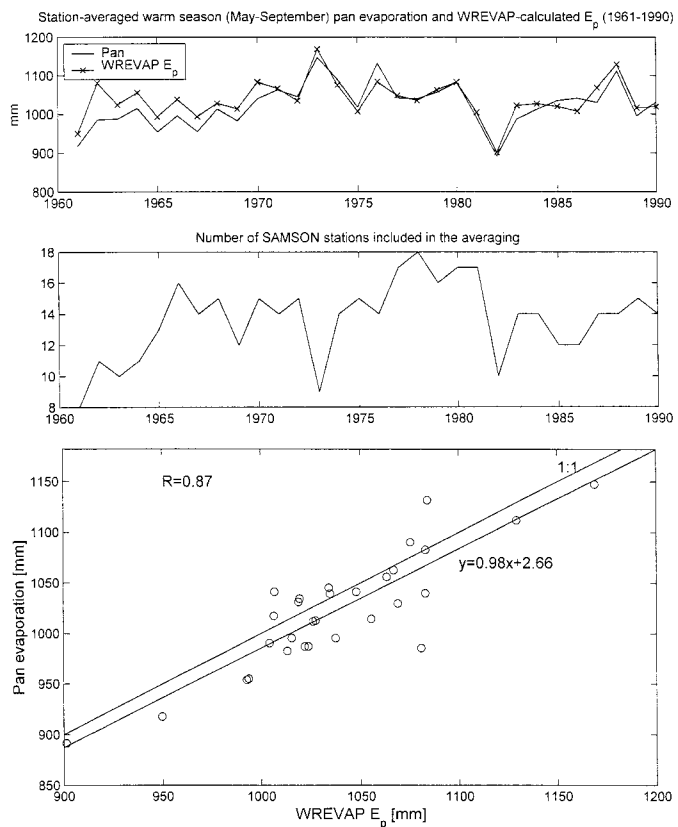 Station-averaged warm season (May-September) pan evaporation and WREVAP-calculated Ep (1961-1990)
1200
1100
1000
900
800
mm
Pan
WREVAP Ep
1960 1965 1970 1975 1980 1985 1990
Number of SAMSON stations included in the averaging
18
16
14
12
10
8
1960 1965 1970 1975 1980 1985 1990
1150
1100
1050
1000
950
900
850
Pan evaporation [mm]
R=0.87
1:1
y=0.98x+2.66
900 950 1000 1050 1100 1150 1200
WREVAP Ep [mm]